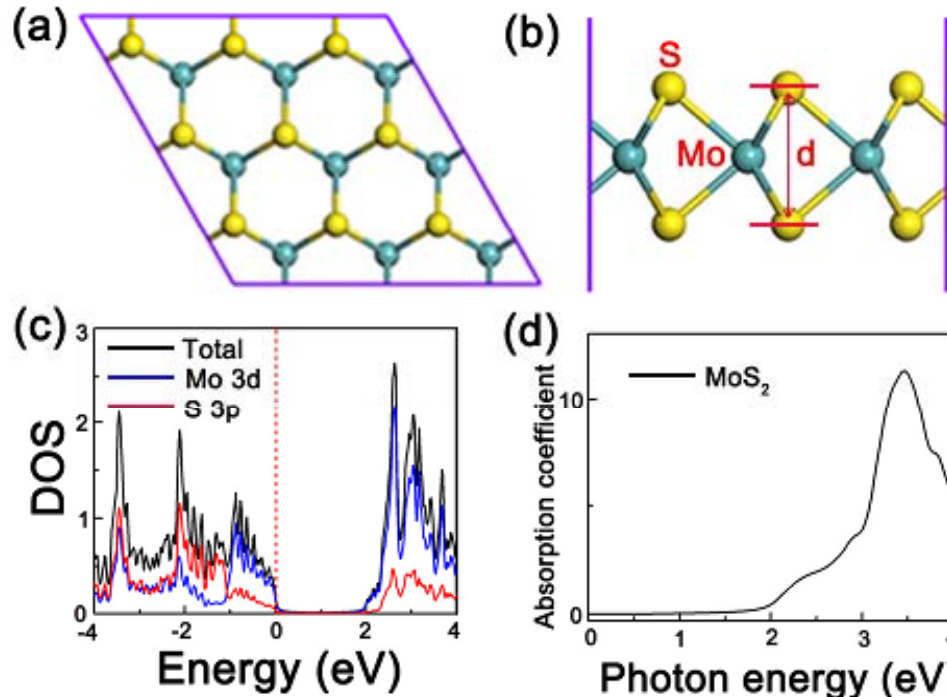 (a)
(b)
S
Mo
d
(c)
3
2
1
0
DOS
Total
Mo 3d
S 3p
-4
-2
0
2
4
Energy (eV)
(d)
10
0
Absorption coefficient
MoS₂
0
1
2
3
Photon energy (eV